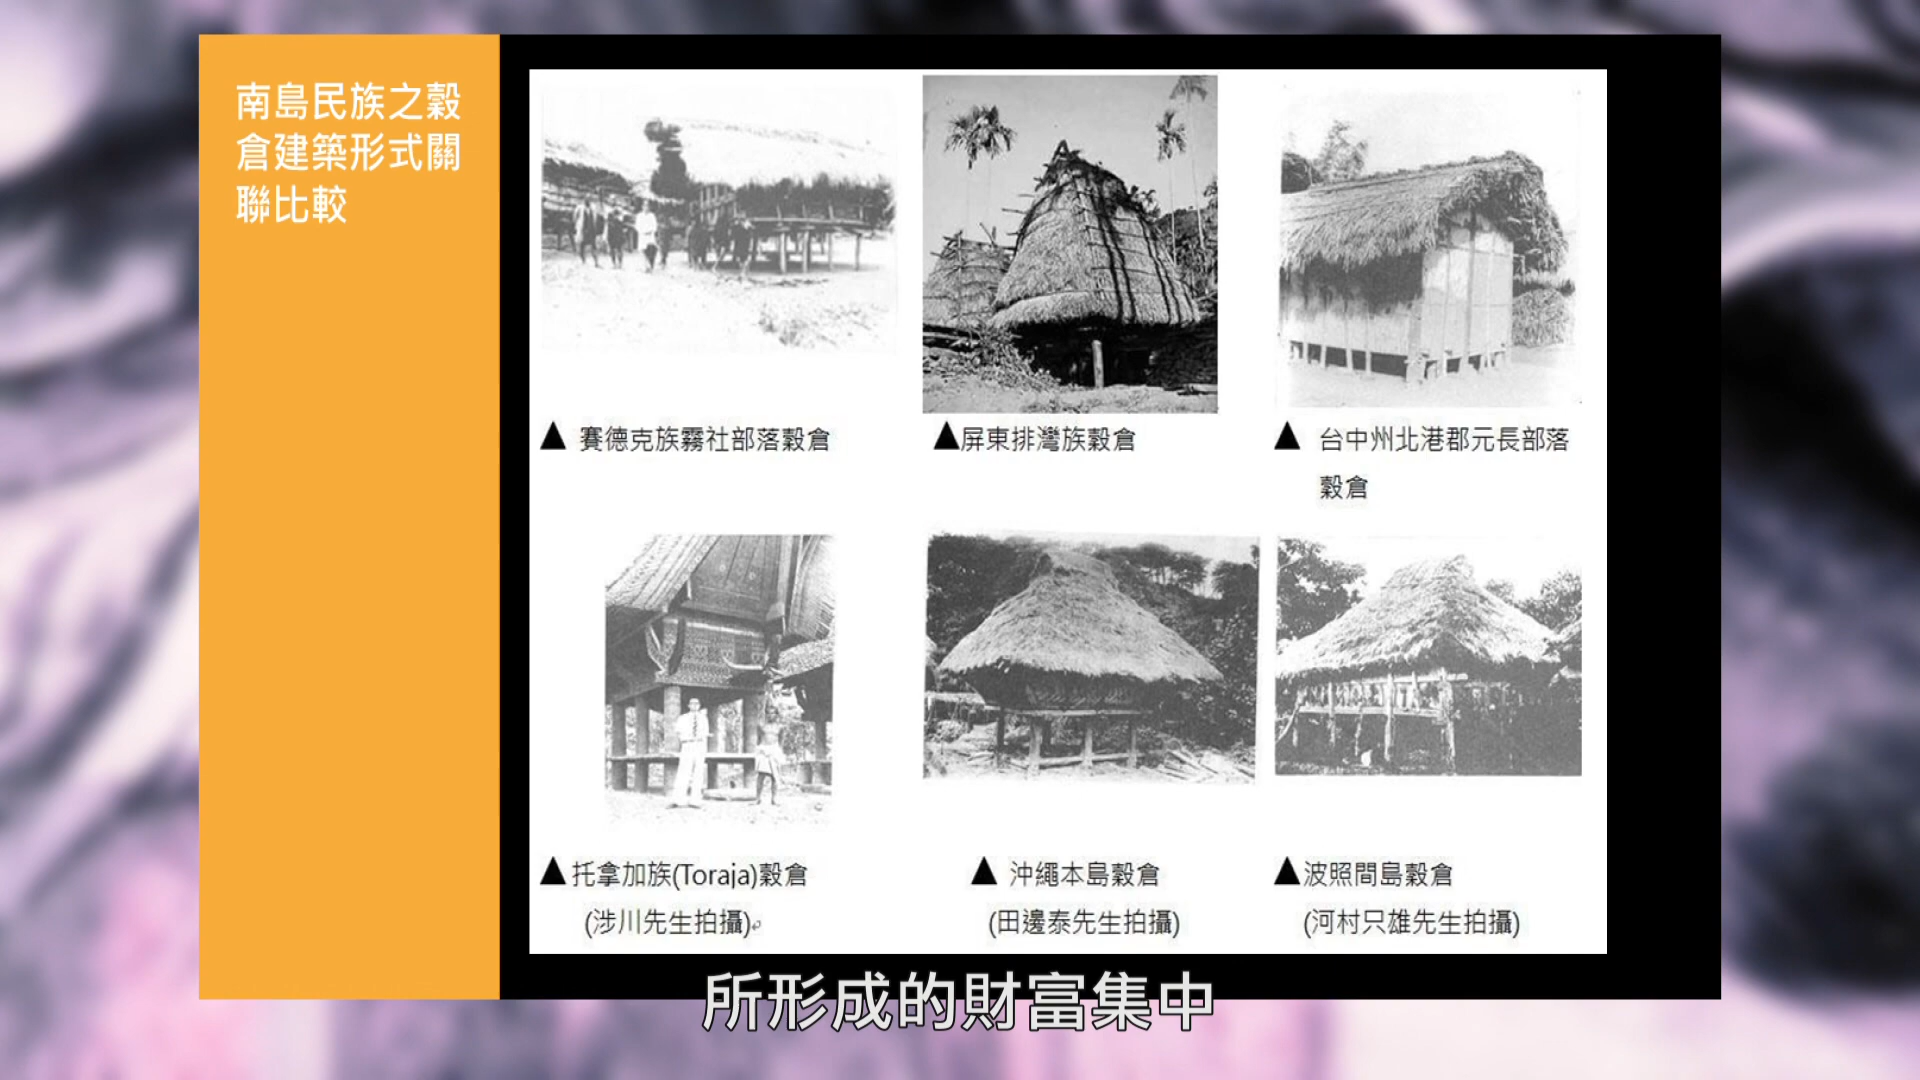 南島民族之穀
倉建築形式關
聯比較
▲ 賽德克族霧社部落穀倉
▲屏東排灣族穀倉
▲ 台中州北港郡元長部落
穀倉
▲托拿加族(Toraja)穀倉
(涉川先生拍攝)
▲ 沖繩本島穀倉
(田邊泰先生拍攝)
▲波照間島穀倉
(河村只雄先生拍攝)
所形成的財富集中